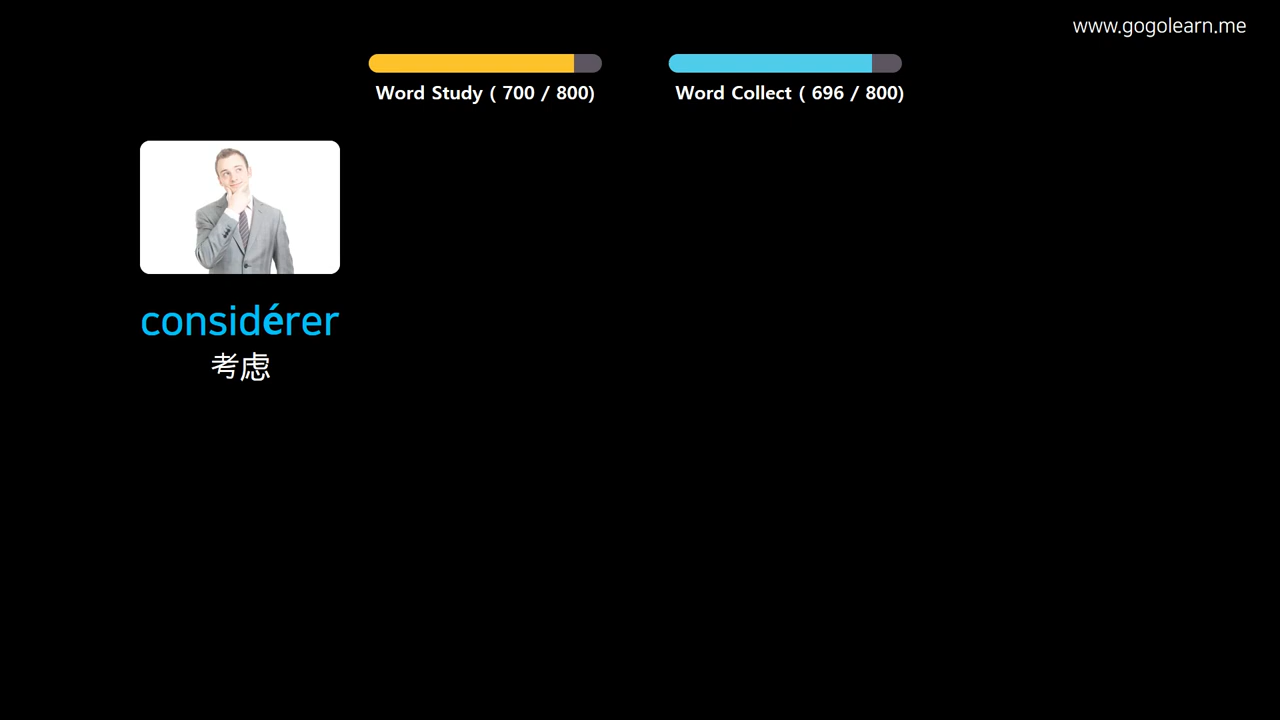 www.gogolearn.me
Word Study ( 700 / 800)
Word Collect ( 696 / 800)
considérer
考虑